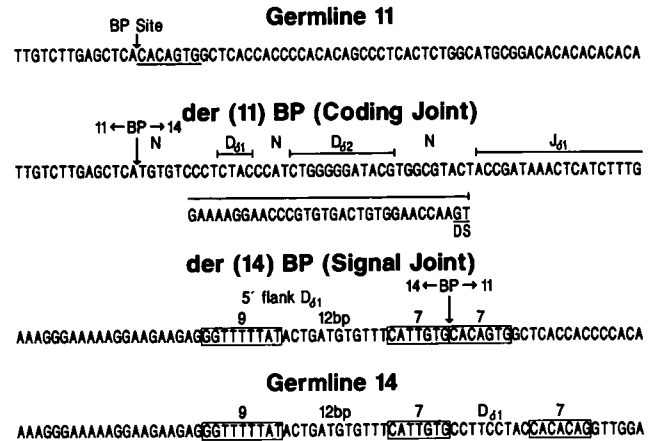 Germline 11
BP Site
TTGTCTTGAGCTCACACAGTGGCTCACCACCCCACACAGCCCTCACTCTGGCATGCGGACACACACACACA
der (11) BP (Coding Joint)
11 ←BP→ 14
N Dδ1 N Dδ2 N Jδ1
TTGTCTTGAGCTCATGTGTCCCTCTACCCATCTGGGGGATACGTGGCGTACTACCGATAAACTCATCTTTG
GAAAAGGAACCCGTGTGACTGTGGAACCAAGT
DS
der (14) BP (Signal Joint)
14 ←BP→ 11
5´ flank Dδ1
9 12bp 7 7
AAAGGGAAAAAGGAAGAAGAGGGTTTTTATACTGATGTGTTTCATTGTGCACAGTGGCTCACCACCCCACA
Germline 14
9 12bp 7 Dδ1 7
AAAGGGAAAAAGGAAGAAGAGGGTTTTTATACTGATGTGTTTCATTGTGCCTTCCTACCACACAGGTTGGA